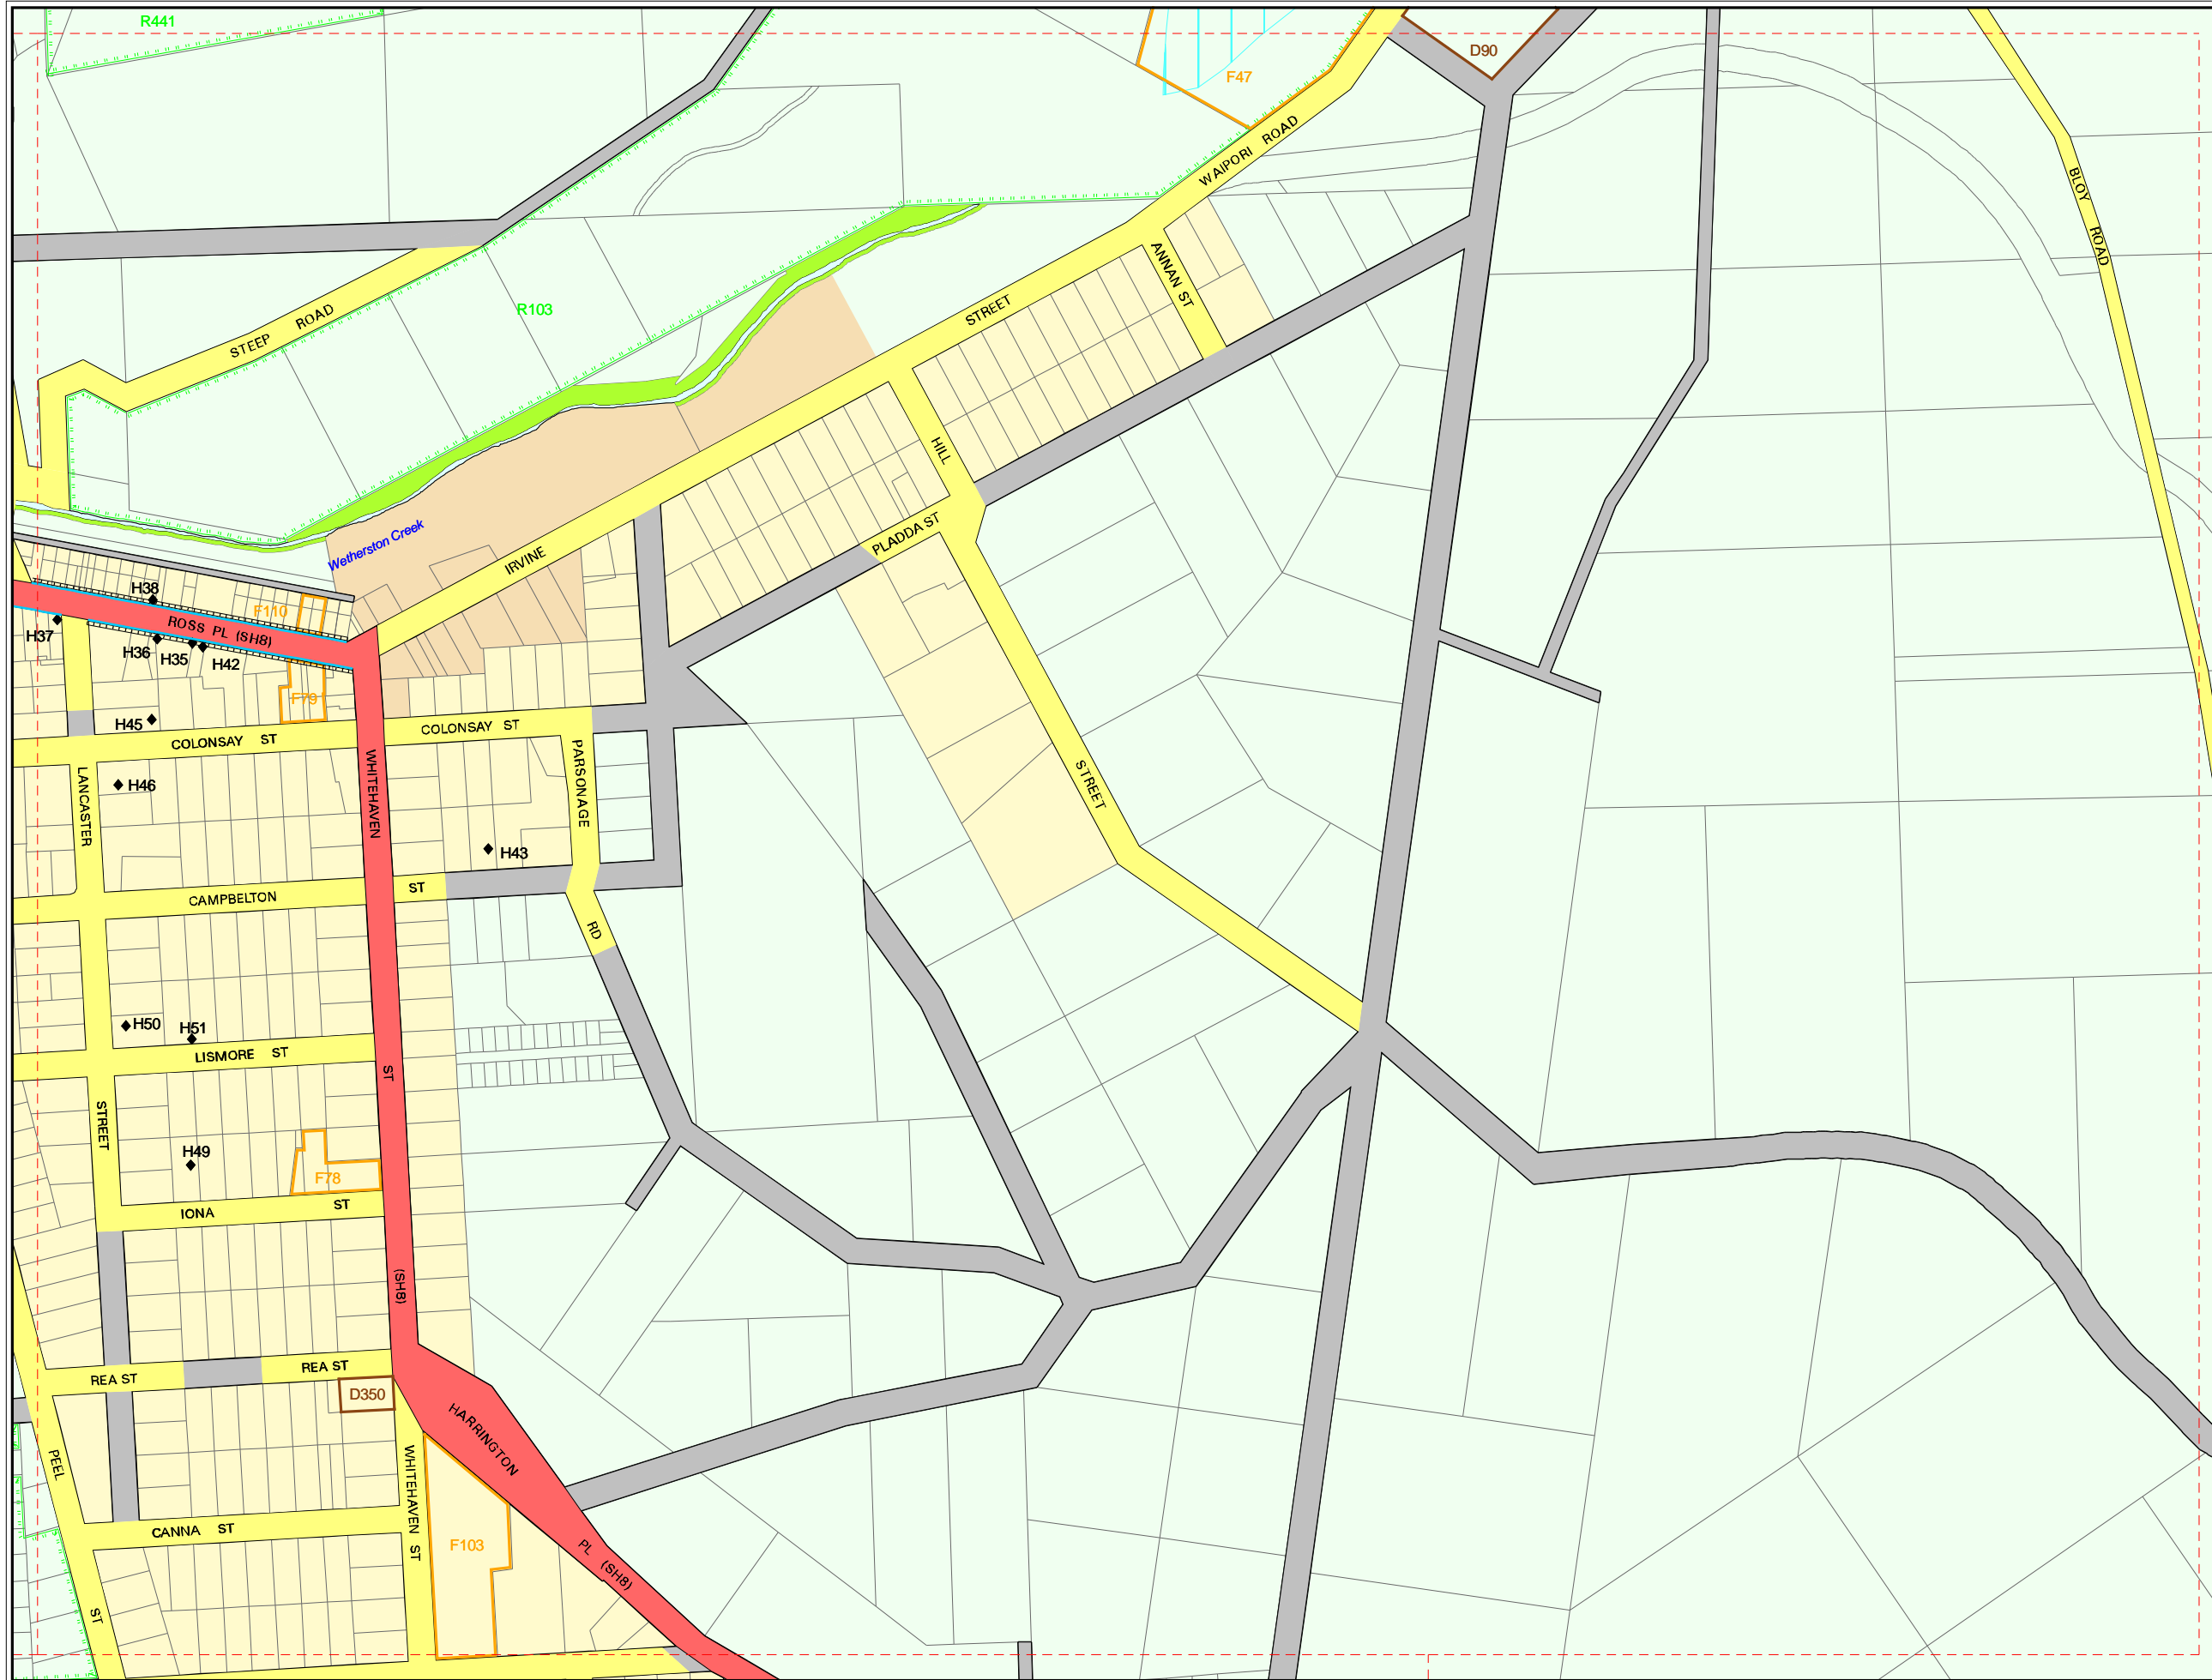 R441
D90
F47
WAIPORI ROAD
BLOY
ROAD
ANNAN ST
R103
STREET
STEEP ROAD
HILL
Wetherston Creek
PLADDA ST
IRVINE
H38
F110
ROSS PL (SH8)
H37
H36
H35
H42
F79
H45
COLONSAY ST
COLONSAY ST
WHITEHAVEN
PARSONAGE
LANCASTER
H46
STREET
H43
CAMPBELTON
ST
RD
H50
H51
LISMORE ST
ST
STREET
H49
F78
IONA
ST
(SH8)
REA ST
REA ST
D350
HARRINGTON
PEEL
WHITEHAVEN ST
CANNA ST
F103
PL (SH8)
ST